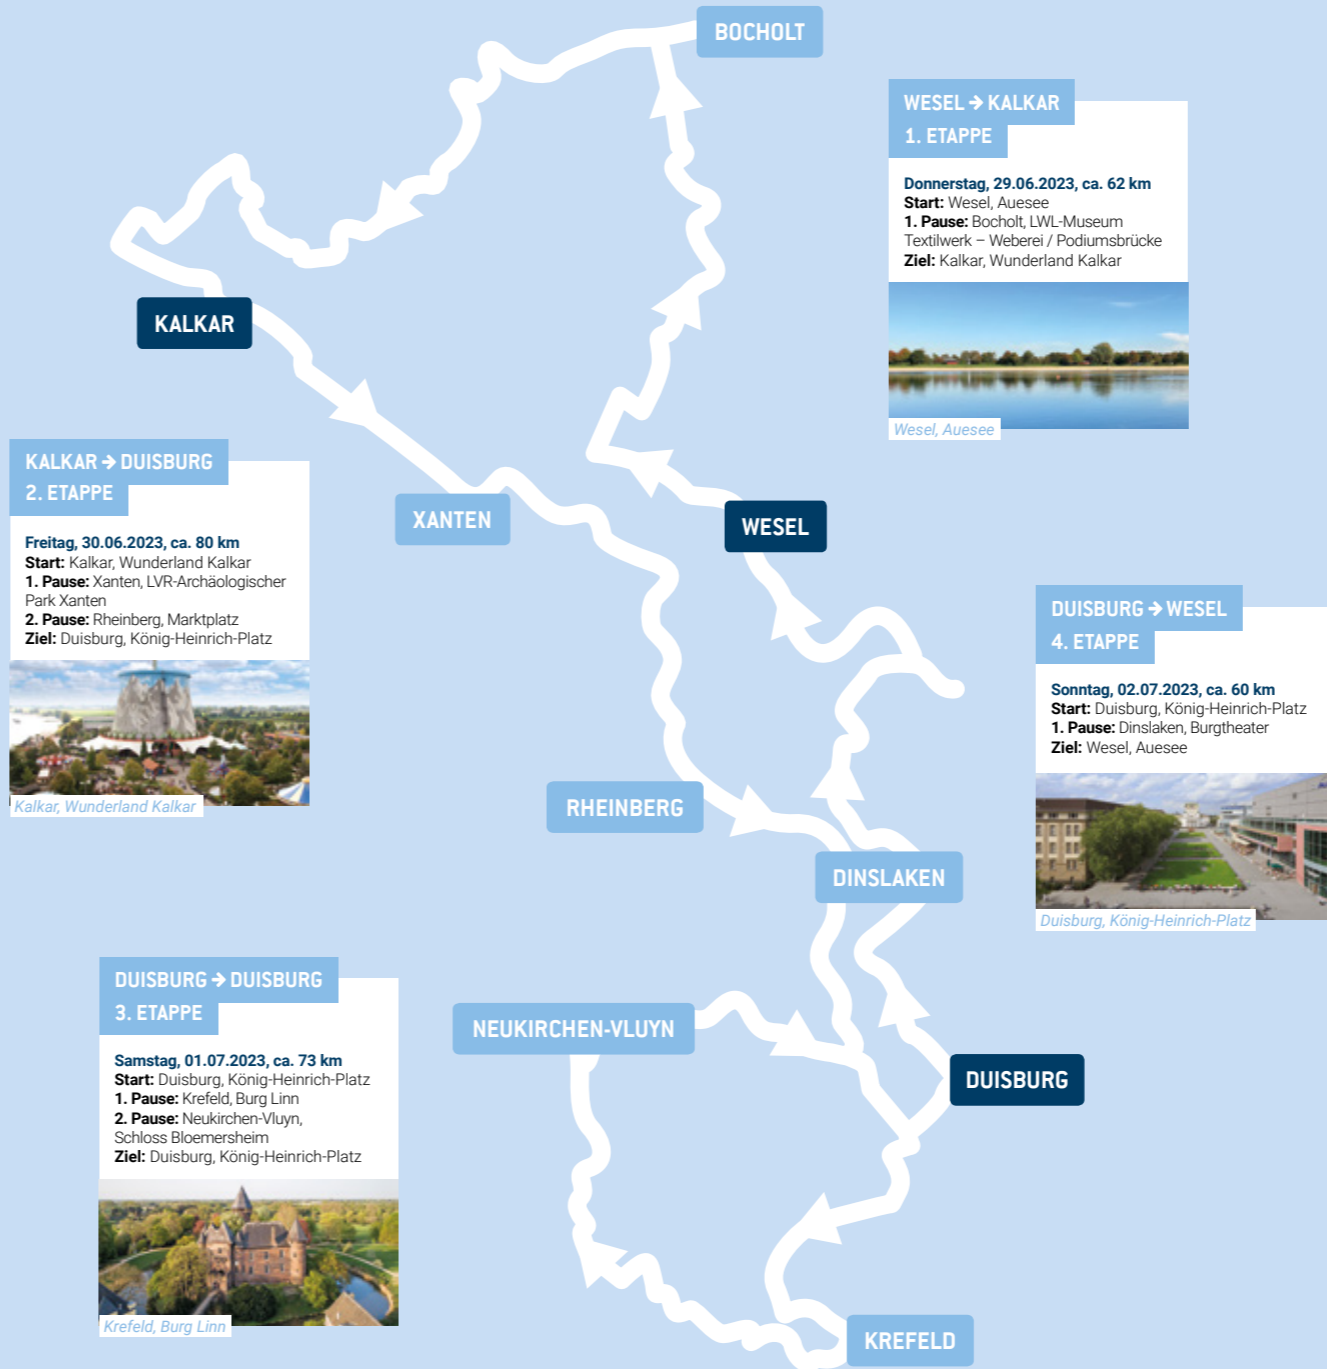 BOCHOLT
WESEL → KALKAR
1. ETAPPE
Donnerstag, 29.06.2023, ca. 62 km
Start: Wesel, Auesee
1. Pause: Bocholt, LWL-Museum
Textilwerk – Weberei / Podiumsbrücke
Ziel: Kalkar, Wunderland Kalkar
Wesel, Auesee
KALKAR
KALKAR → DUISBURG
2. ETAPPE
Freitag, 30.06.2023, ca. 80 km
Start: Kalkar, Wunderland Kalkar
1. Pause: Xanten, LVR-Archäologischer
Park Xanten
2. Pause: Rheinberg, Marktplatz
Ziel: Duisburg, König-Heinrich-Platz
Kalkar, Wunderland Kalkar
XANTEN
WESEL
DUISBURG → WESEL
4. ETAPPE
Sonntag, 02.07.2023, ca. 60 km
Start: Duisburg, König-Heinrich-Platz
1. Pause: Dinslaken, Burgtheater
Ziel: Wesel, Auesee
Duisburg, König-Heinrich-Platz
RHEINBERG
DINSLAKEN
DUISBURG → DUISBURG
3. ETAPPE
Samstag, 01.07.2023, ca. 73 km
Start: Duisburg, König-Heinrich-Platz
1. Pause: Krefeld, Burg Linn
2. Pause: Neukirchen-Vluyn,
Schloss Bloemersheim
Ziel: Duisburg, König-Heinrich-Platz
Krefeld, Burg Linn
NEUKIRCHEN-VLUYN
DUISBURG
KREFELD